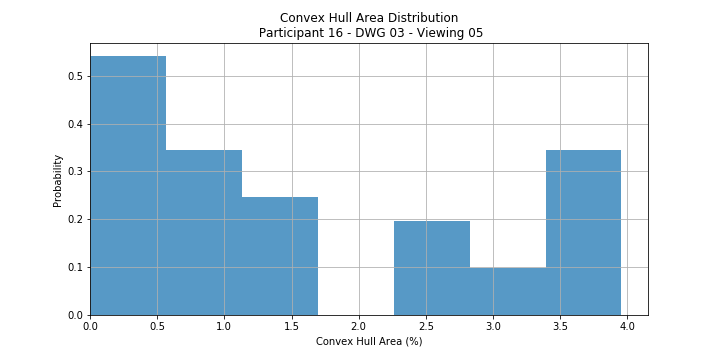 Convex Hull Area Distribution
Participant 16 - DWG 03 - Viewing 05
Probability
0.5
0.4
0.3
0.2
0.1
0.0
0.0 0.5 1.0 1.5 2.0 2.5 3.0 3.5 4.0
Convex Hull Area (%)